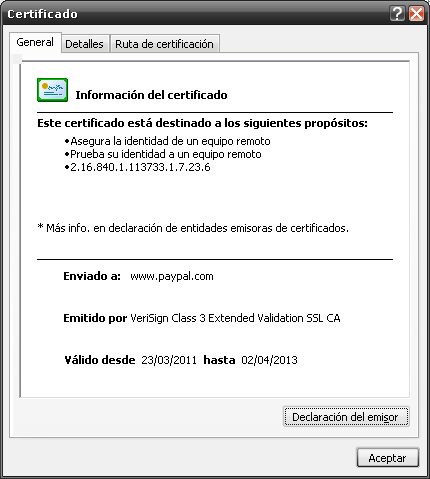 Certificado
General
Detalles
Ruta de certificación
Información del certificado
Este certificado está destinado a los siguientes propósitos:
•Asegura la identidad de un equipo remoto
•Prueba su identidad a un equipo remoto
•2.16.840.1.113733.1.7.23.6
* Más info. en declaración de entidades emisoras de certificados.
Enviado a: www.paypal.com
Emitido por VeriSign Class 3 Extended Validation SSL CA
Válido desde 23/03/2011 hasta 02/04/2013
Declaración del emisor
Aceptar